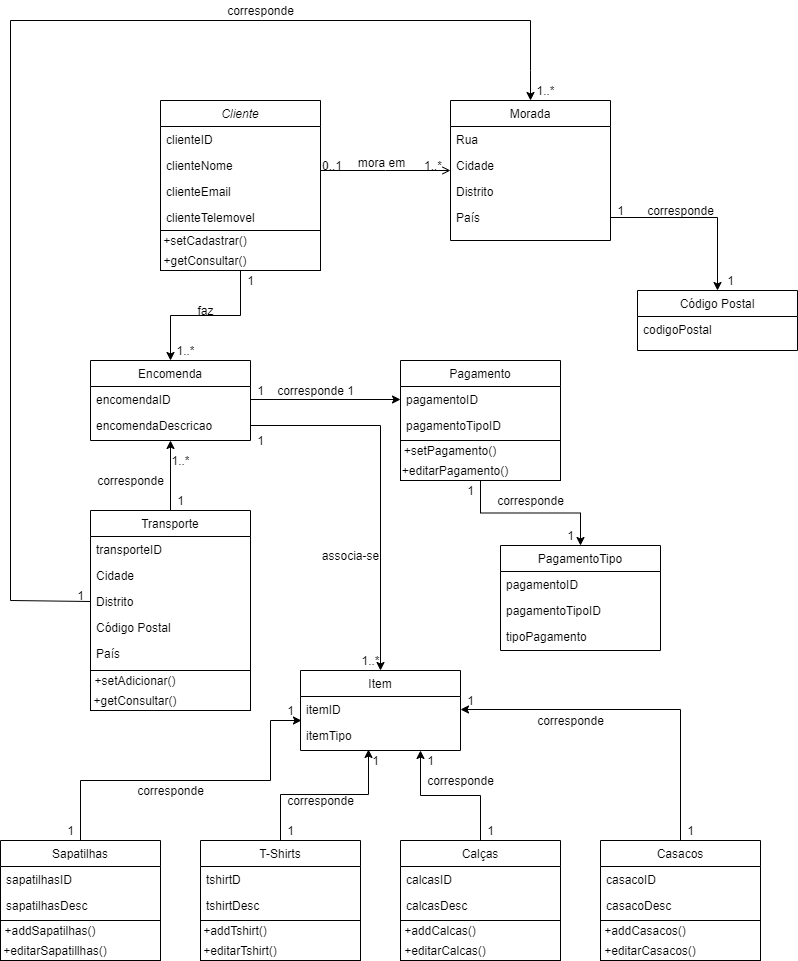 corresponde
1..*
Cliente
clienteID
clienteNome
clienteEmail
clienteTelemovel
+setCadastrar()
+getConsultar()
0..1
mora em
1..*
Morada
Rua
Cidade
Distrito
País
1
corresponde
1
Código Postal
codigoPostal
1
faz
1..*
Encomenda
encomendaID
encomendaDescricao
1
corresponde 1
1
Pagamento
pagamentoID
pagamentoTipoID
+setPagamento()
+editarPagamento()
1
corresponde
1
PagamentoTipo
pagamentoID
pagamentoTipoID
tipoPagamento
1..*
corresponde
1
Transporte
transporteID
Cidade
Distrito
Código Postal
País
+setAdicionar()
+getConsultar()
1
associa-se
1..*
Item
itemID
itemTipo
1
corresponde
1
1
corresponde
1
1
corresponde
1
1
corresponde
1
Sapatilhas
sapatilhasID
sapatilhasDesc
+addSapatilhas()
+editarSapatillhas()
T-Shirts
tshirtD
tshirtDesc
+addTshirt()
+editarTshirt()
Calças
calcasID
calcasDesc
+addCalcas()
+editarCalcas()
Casacos
casacoID
casacoDesc
+addCasacos()
+editarCasacos()